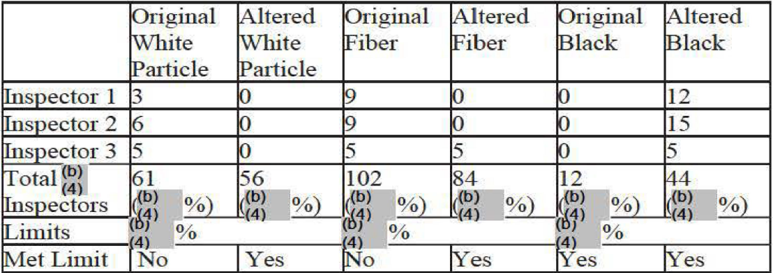 Original White Particle Altered White Particle Original Fiber Altered Fiber Original Black Altered Black
Inspector 1 3 0 9 0 0 12
Inspector 2 6 0 9 0 0 15
Inspector 3 5 0 5 5 0 5
Total (b) (4) Inspectors 61 ((b) (4) %) 56 ((b) (4) %) 102 ((b) (4) %) 84 ((b) (4) %) 12 ((b) (4) %) 44 ((b) (4) %)
Limits (b) (4) % (b) (4) % (b) (4) %
Met Limit No Yes No Yes Yes Yes